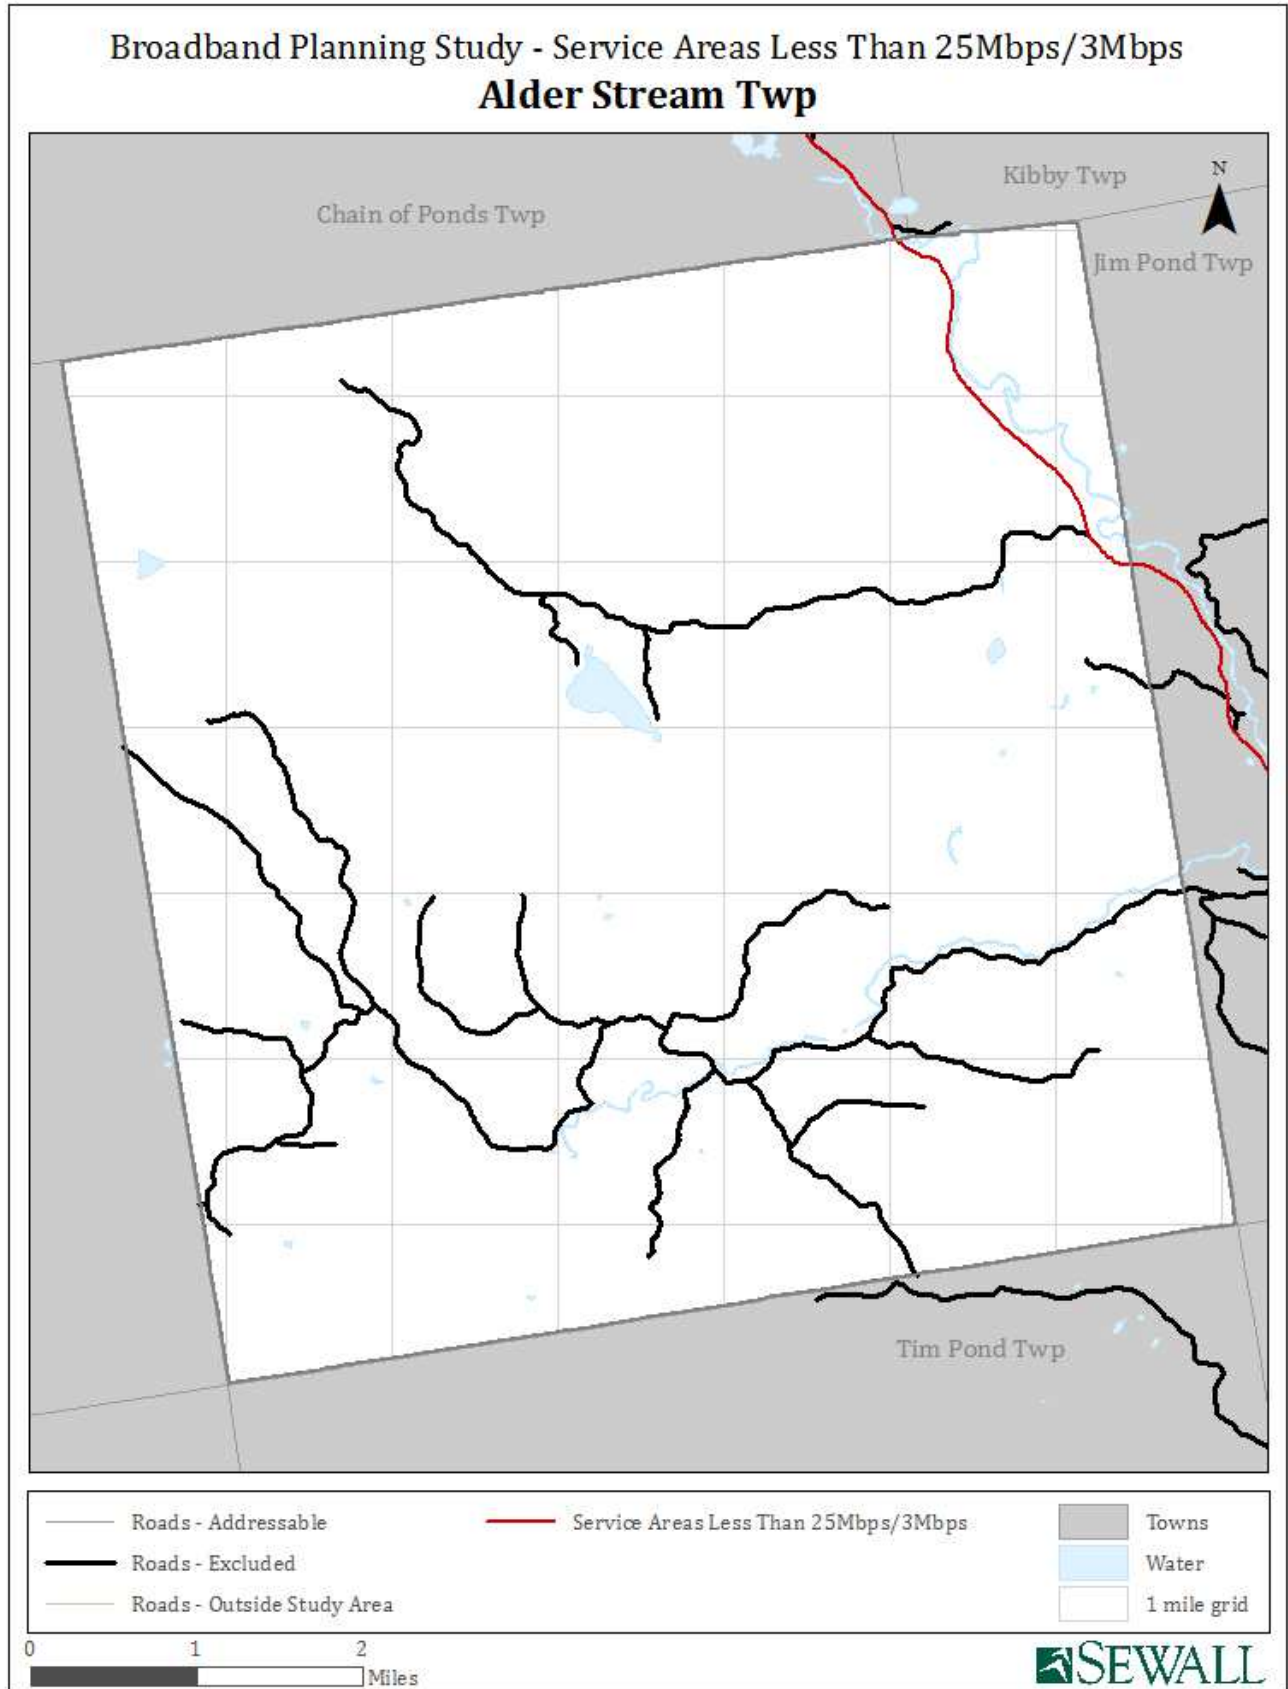 Broadband Planning Study - Service Areas Less Than 25Mbps/3Mbps
Alder Stream Twp
Kibby Twp
N
Chain of Ponds Twp
Jim Pond Twp
Tim Pond Twp
Roads - Addressable
Service Areas Less Than 25Mbps/3Mbps
Towns
Roads - Excluded
Water
Roads - Outside Study Area
1 mile grid
0 1 2
Miles
SEWALL